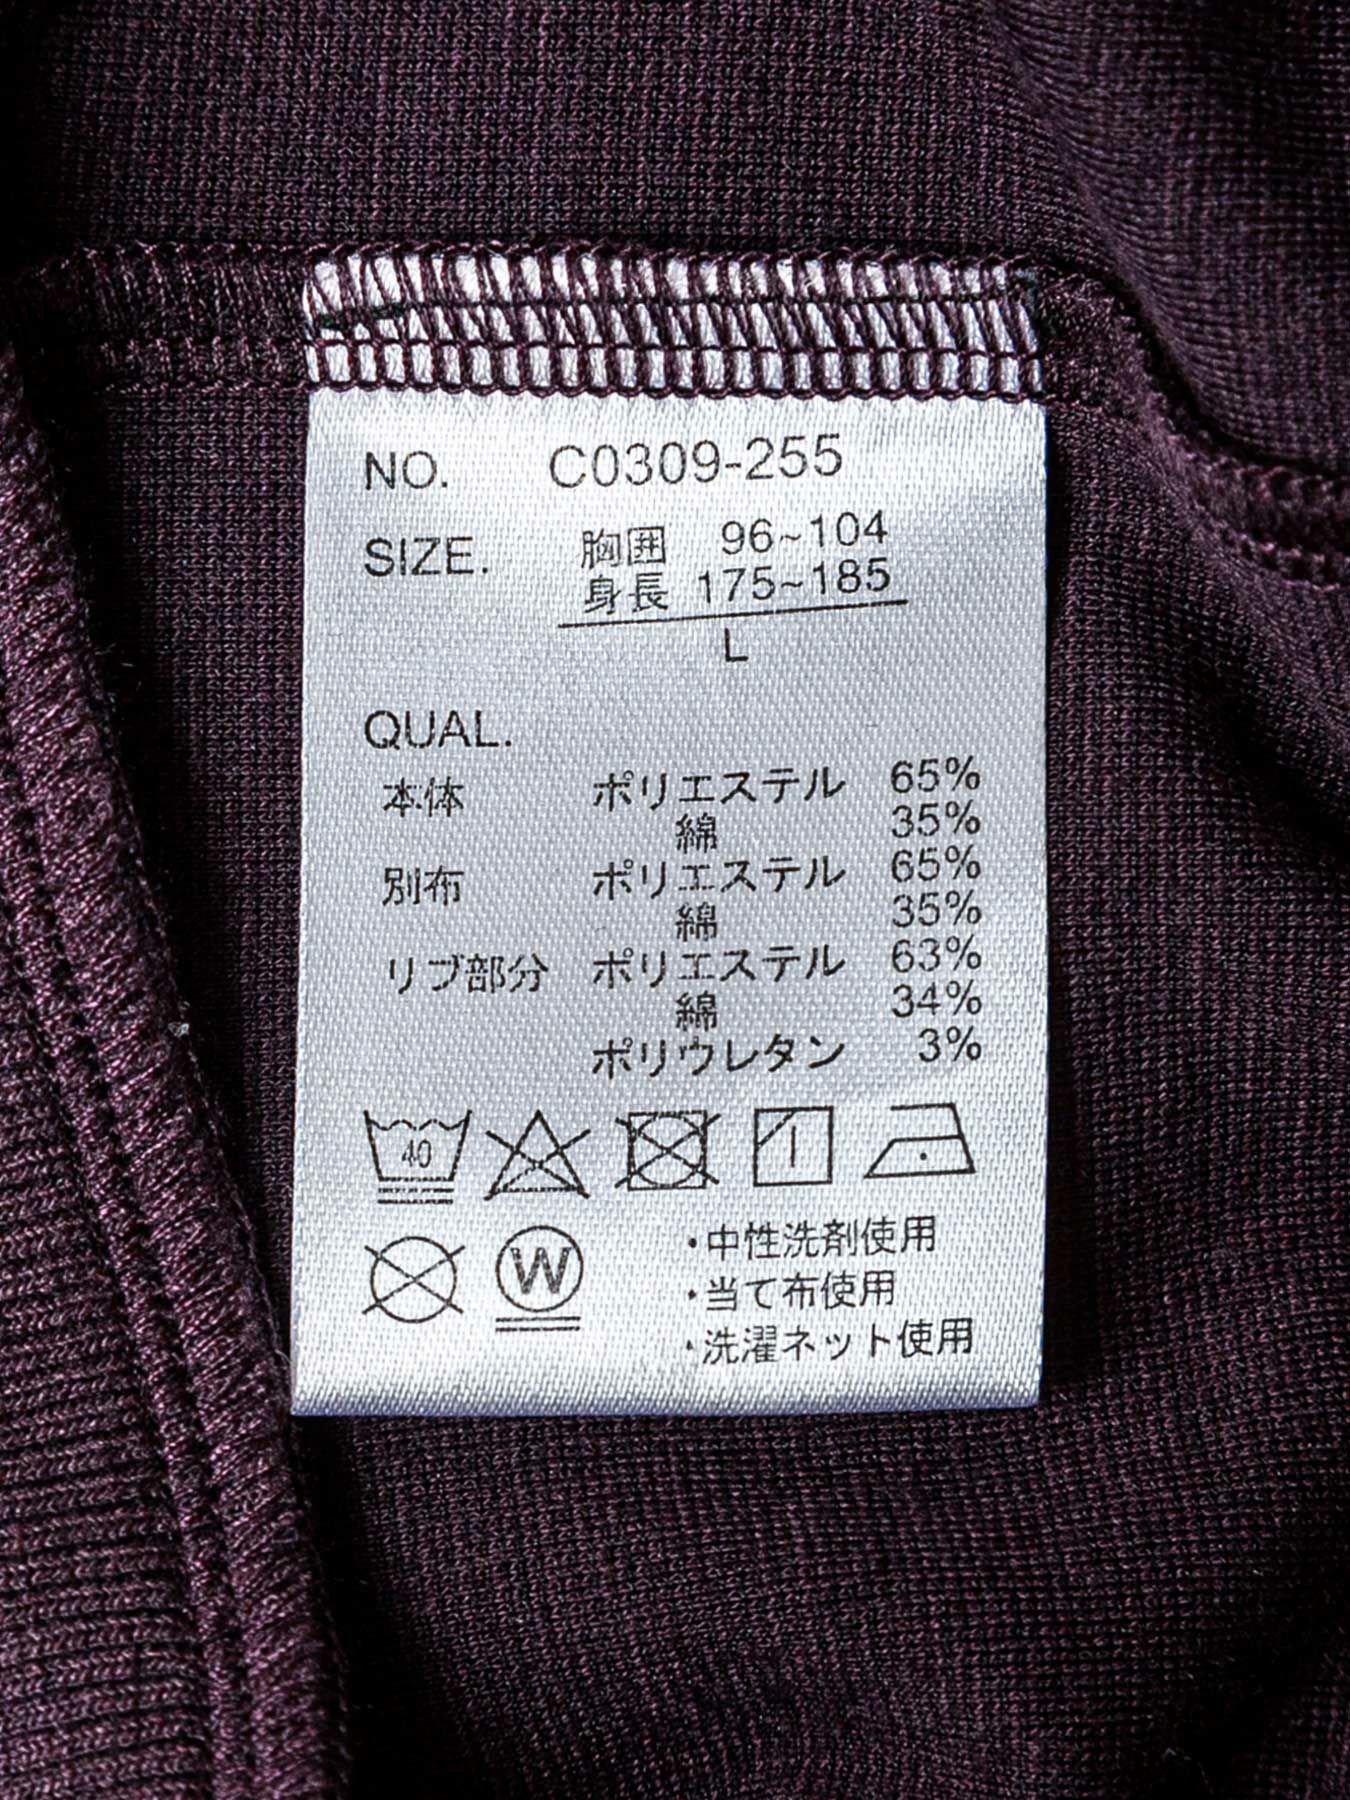 NO. C0309-255
SIZE. 胸囲 96~104
身長 175~185
L
QUAL.
本体 ポリエステル 65%
綿 35%
別布 ポリエステル 65%
綿 35%
リブ部分 ポリエステル 63%
綿 34%
ポリウレタン 3%
40
W
・中性洗剤使用
・当て布使用
・洗濯ネット使用